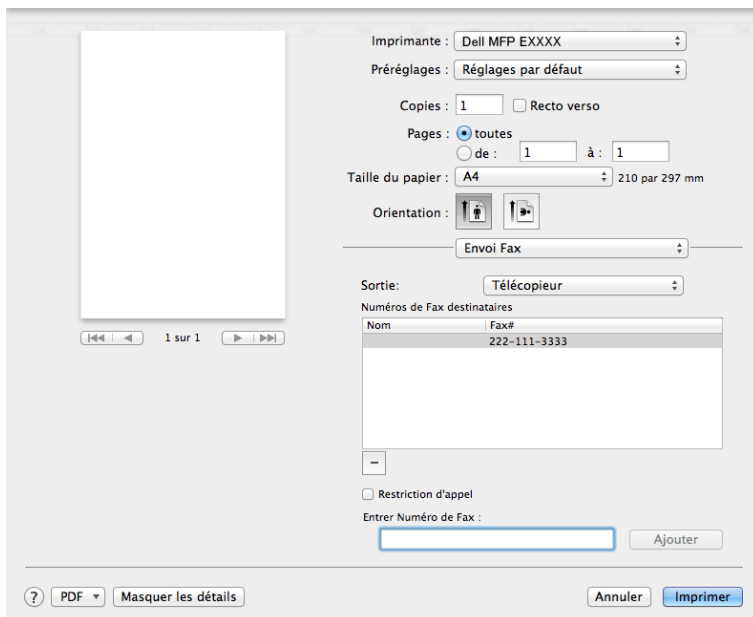 Imprimante : Dell MFP EXXXX
Préréglages : Réglages par défaut
Copies : 1 Recto verso
Pages : toutes
de : 1 à : 1
Taille du papier : A4 210 par 297 mm
Orientation :
Envoi Fax
Sortie: Télécopieur
Numéros de Fax destinataires
Nom Fax#
222-111-3333
1 sur 1
–
Restriction d'appel
Entrer Numéro de Fax :
Ajouter
? PDF Masquer les détails Annuler Imprimer